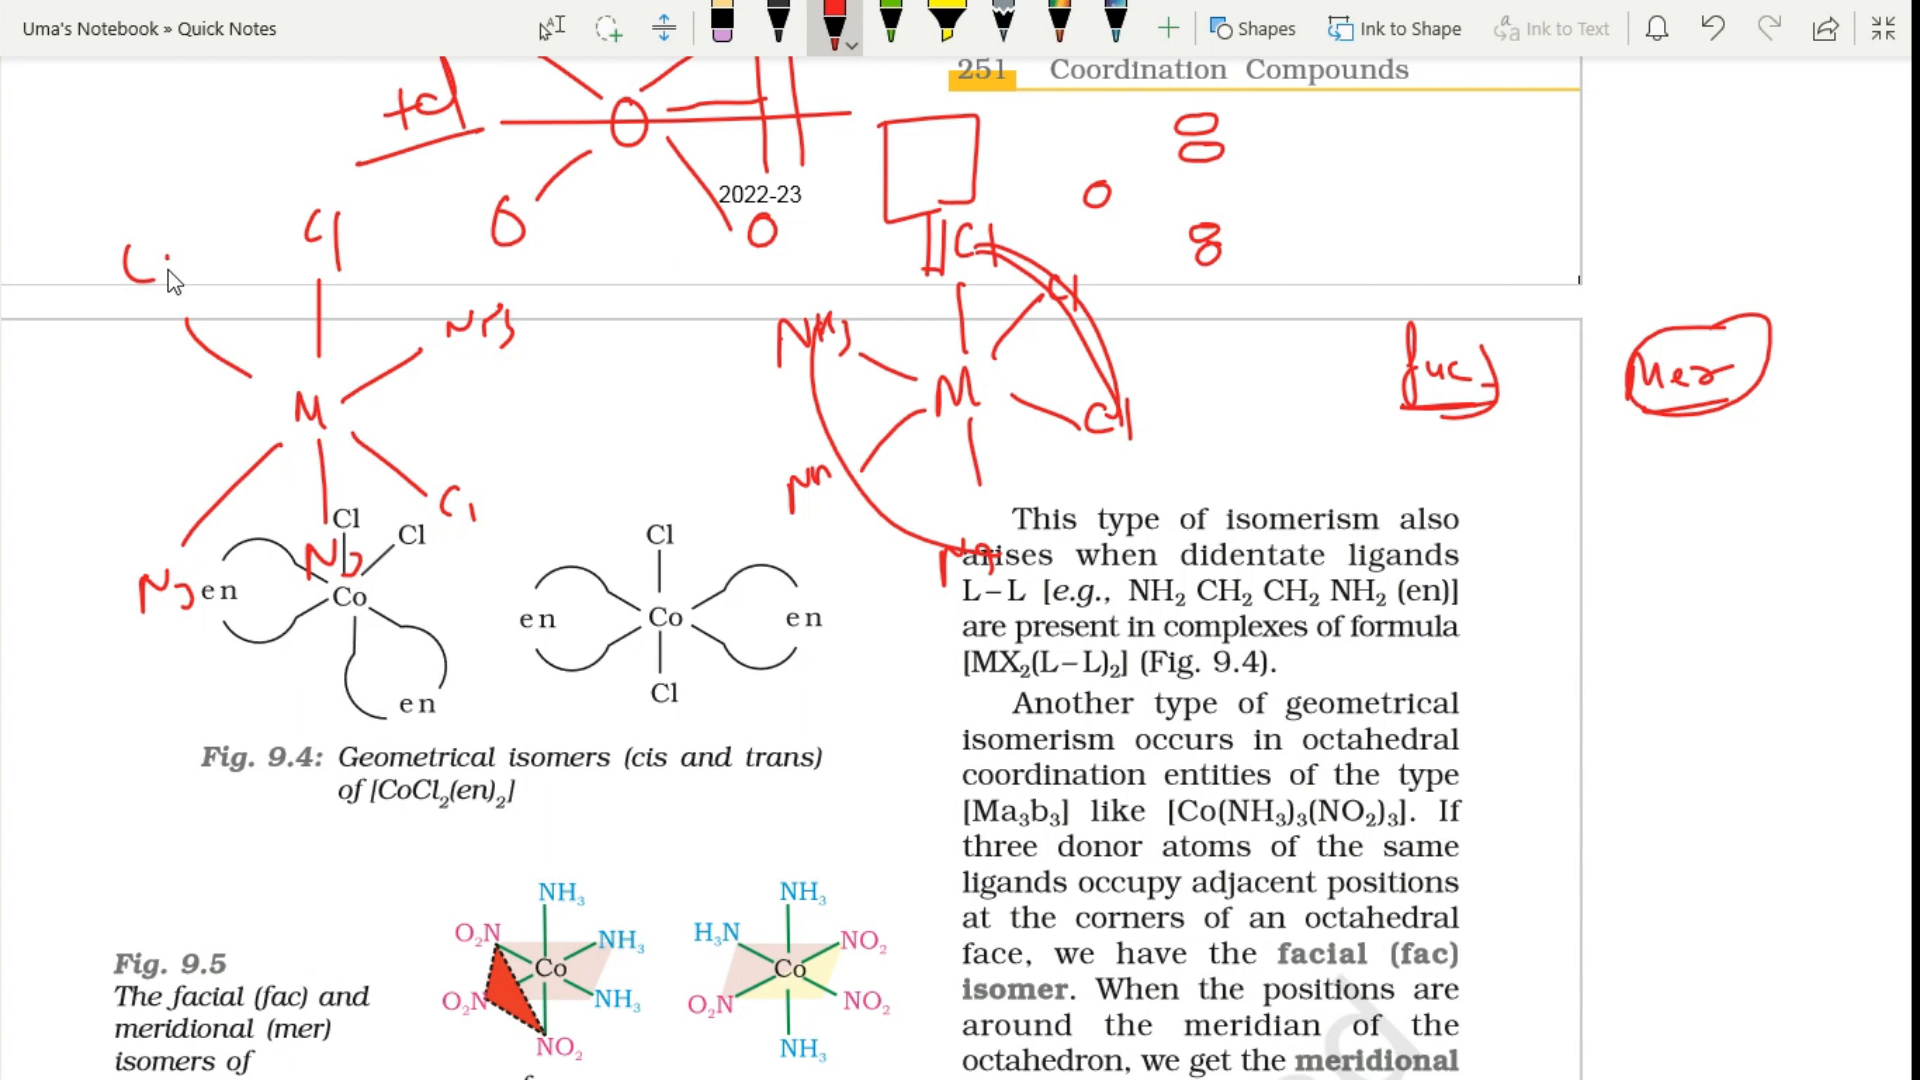 Uma's Notebook » Quick Notes
Shapes
Ink to Shape
Ink to Text
251 Coordination Compounds
2022-23
Cl
Cl
Cl
NH3
M
M
Cl
fac
Mer
Cl
Cl
en
Co
en
Cl
en
Co
en
Cl
Fig. 9.4: Geometrical isomers (cis and trans)
of [CoCl₂(en)₂]
This type of isomerism also
arises when didentate ligands
L–L [e.g., NH₂ CH₂ CH₂ NH₂ (en)]
are present in complexes of formula
[MX₂(L–L)₂] (Fig. 9.4).
Another type of geometrical
isomerism occurs in octahedral
coordination entities of the type
[Ma₃b₃] like [Co(NH₃)₃(NO₂)₃]. If
three donor atoms of the same
ligands occupy adjacent positions
at the corners of an octahedral
face, we have the facial (fac)
isomer. When the positions are
around the meridian of the
octahedron, we get the meridional
Fig. 9.5
The facial (fac) and
meridional (mer)
isomers of
NH₃
O₂N
NH₃
Co
O₂N
NH₃
NO₂
NH₃
H₃N
NO₂
Co
O₂N
NO₂
NH₃